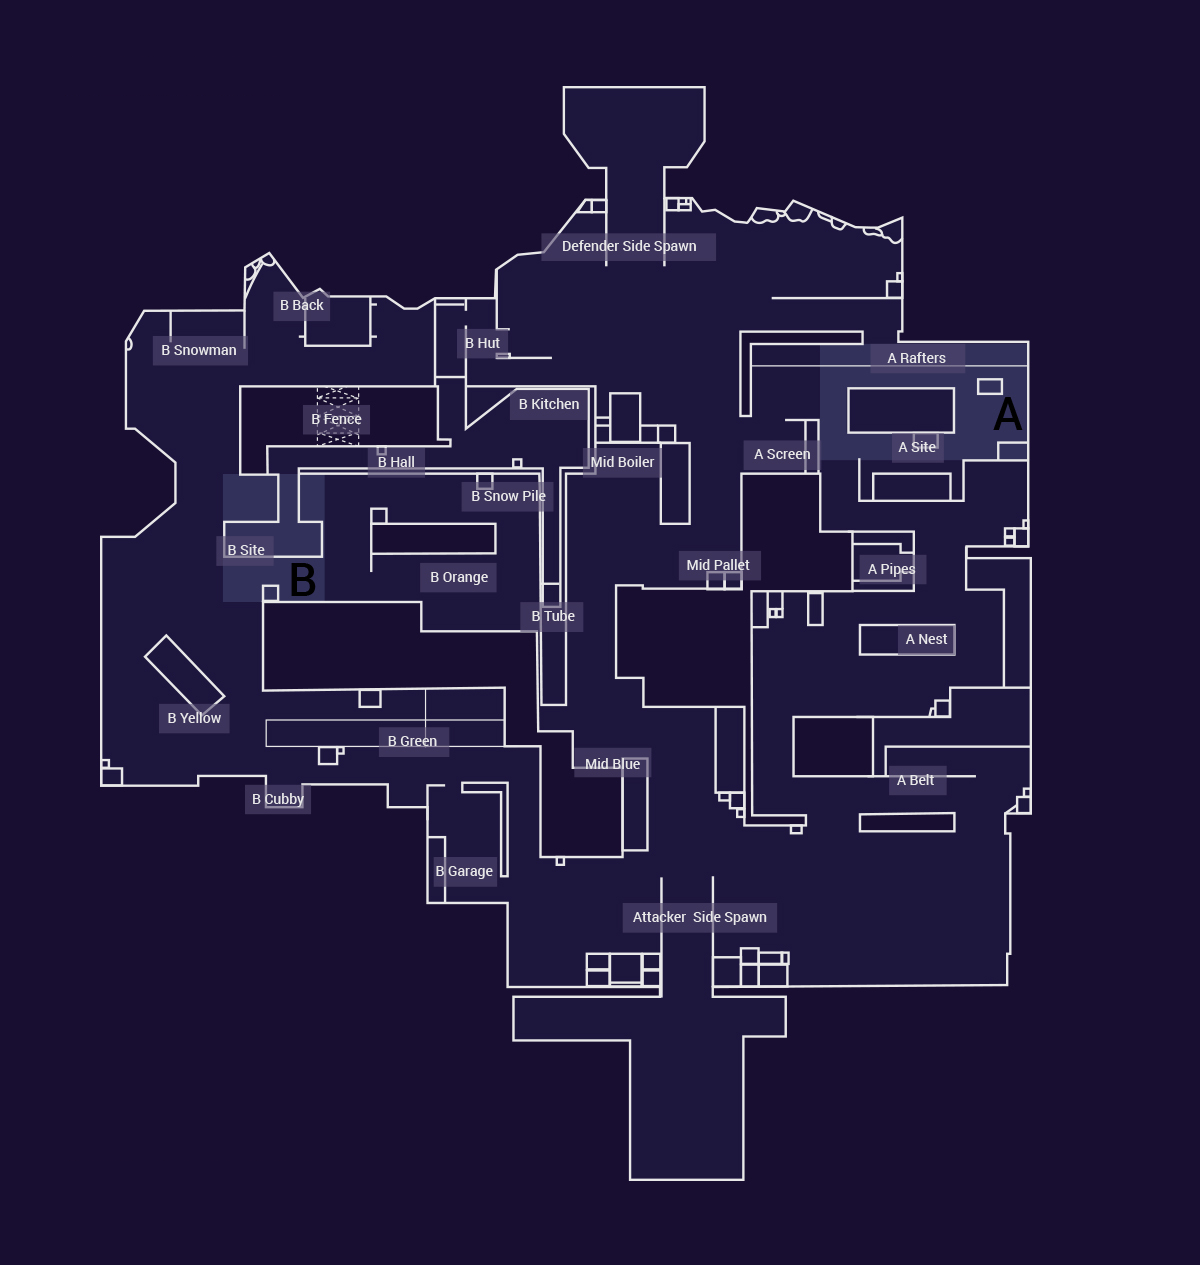 Defender Side Spawn
B Back
B Snowman
B Hut
A Rafters
B Kitchen
A
B Fence
A Site
A Screen
B Hall
Mid Boiler
B Snow Pile
B Site
Mid Pallet
A Pipes
B Orange
B
B Tube
A Nest
B Yellow
B Green
Mid Blue
A Belt
B Cubby
B Garage
Attacker  Side Spawn